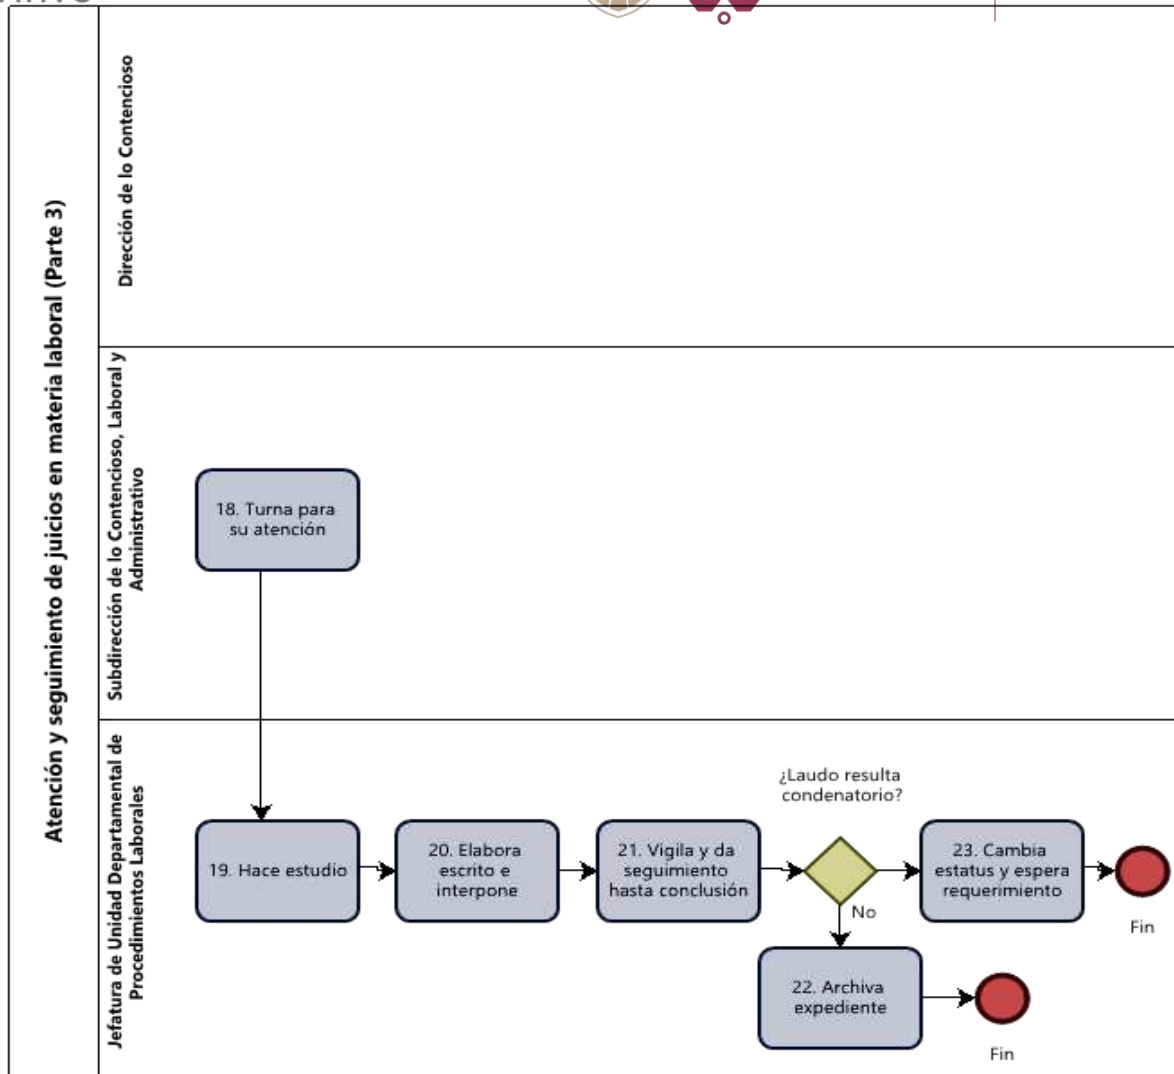 Atención y seguimiento de juicios en materia laboral (Parte 3)
Dirección de lo Contencioso
Subdirección de lo Contencioso, Laboral y
Administrativo
18. Turna para
su atención
Jefatura de Unidad Departamental de
Procedimientos Laborales
19. Hace estudio
20. Elabora
escrito e
interpone
21. Vigila y da
seguimiento
hasta conclusión
¿Laudo resulta
condenatorio?
No
23. Cambia
estatus y espera
requerimiento
Fin
22. Archiva
expediente
Fin